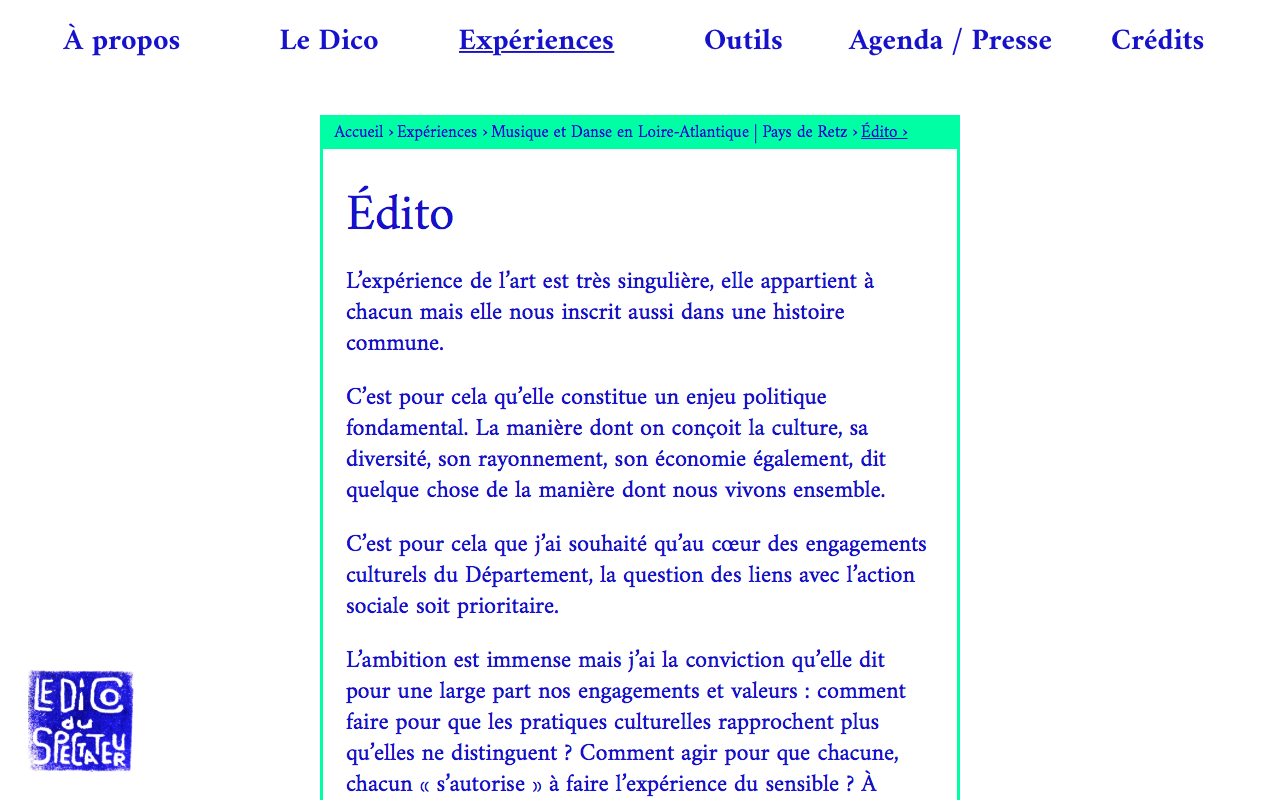 À propos
Le Dico
Expériences
Outils
Agenda / Presse
Crédits
Accueil › Expériences › Musique et Danse en Loire-Atlantique | Pays de Retz › Édito ›
Édito
L’expérience de l’art est très singulière, elle appartient à
chacun mais elle nous inscrit aussi dans une histoire
commune.
C’est pour cela qu’elle constitue un enjeu politique
fondamental. La manière dont on conçoit la culture, sa
diversité, son rayonnement, son économie également, dit
quelque chose de la manière dont nous vivons ensemble.
C’est pour cela que j’ai souhaité qu’au cœur des engagements
culturels du Département, la question des liens avec l’action
sociale soit prioritaire.
L’ambition est immense mais j’ai la conviction qu’elle dit
pour une large part nos engagements et valeurs : comment
faire pour que les pratiques culturelles rapprochent plus
qu’elles ne distinguent ? Comment agir pour que chacune,
chacun « s’autorise » à faire l’expérience du sensible ? À
LE DiCO
du
SPECTATEUR